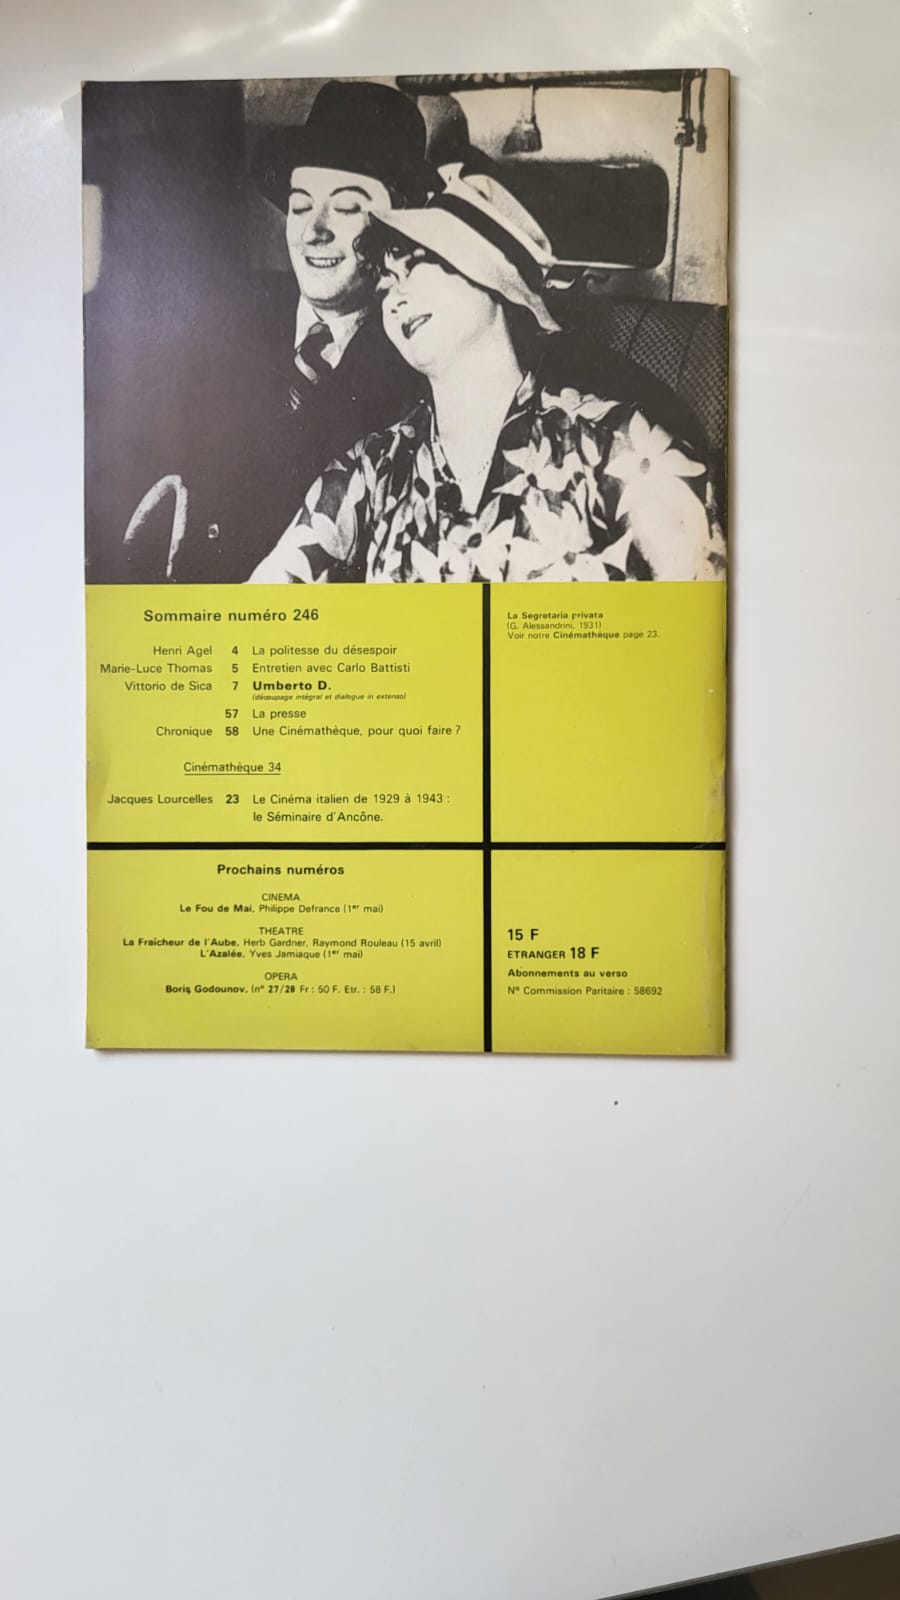 Sommaire numéro 246
Henri Agel 4 La politesse du désespoir
Marie-Luce Thomas 5 Entretien avec Carlo Battisti
Vittorio de Sica 7 Umberto D.
(découpage intégral et dialogue in extenso)
57 La presse
Chronique 58 Une Cinémathèque, pour quoi faire ?
Cinémathèque 34
Jacques Lourcelles 23 Le Cinéma italien de 1929 à 1943 :
le Séminaire d'Ancône.
La Segretaria privata
(G. Alessandrini, 1931)
Voir notre Cinémathèque page 23.
Prochains numéros
CINEMA
Le Fou de Mai, Philippe Defrance (1er mai)
THEATRE
La Fraîcheur de l'Aube, Herb Gardner, Raymond Rouleau (15 avril)
L'Azalée, Yves Jamiaque (1er mai)
OPERA
Boris Godounov, (n° 27/28 Fr : 50 F. Etr. : 58 F.)
15 F
ETRANGER 18 F
Abonnements au verso
N° Commission Paritaire : 58692